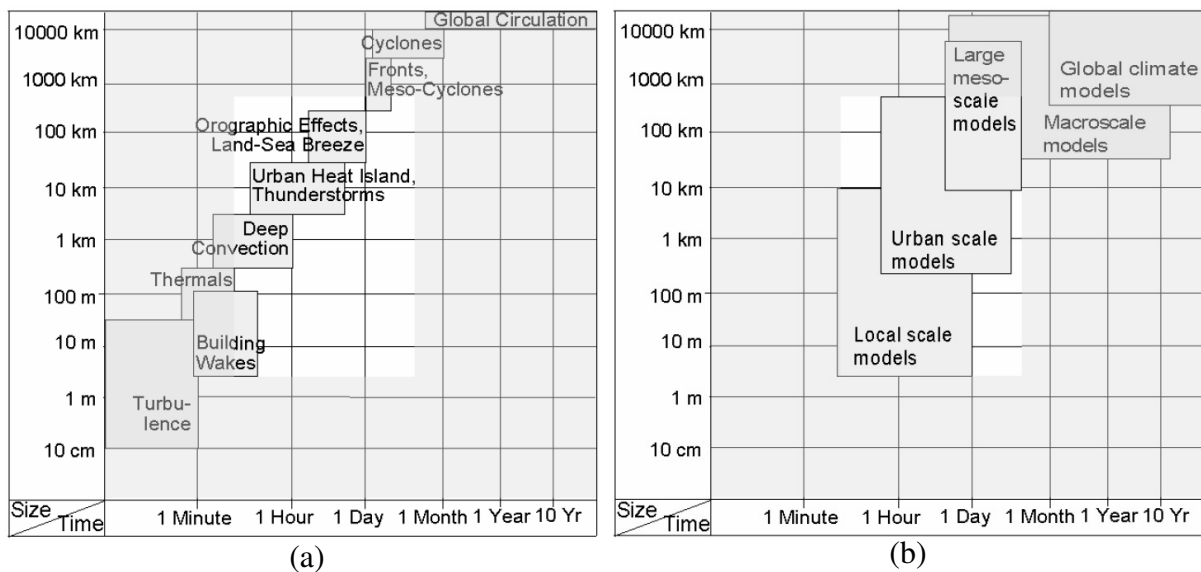 10000 km
1000 km
100 km
10 km
1 km
100 m
10 m
1 m
10 cm
Size
Time
1 Minute
1 Hour
1 Day
1 Month
1 Year
10 Yr
Global Circulation
Cyclones
Fronts,
Meso-Cyclones
Orographic Effects,
Land-Sea Breeze
Urban Heat Island,
Thunderstorms
Deep
Convection
Thermals
Building
Wakes
Turbu-
lence
(a)
10000 km
1000 km
100 km
10 km
1 km
100 m
10 m
1 m
10 cm
Size
Time
1 Minute
1 Hour
1 Day
1 Month
1 Year
10 Yr
Large
meso-
scale
models
Global climate
models
Macroscale
models
Urban scale
models
Local scale
models
(b)